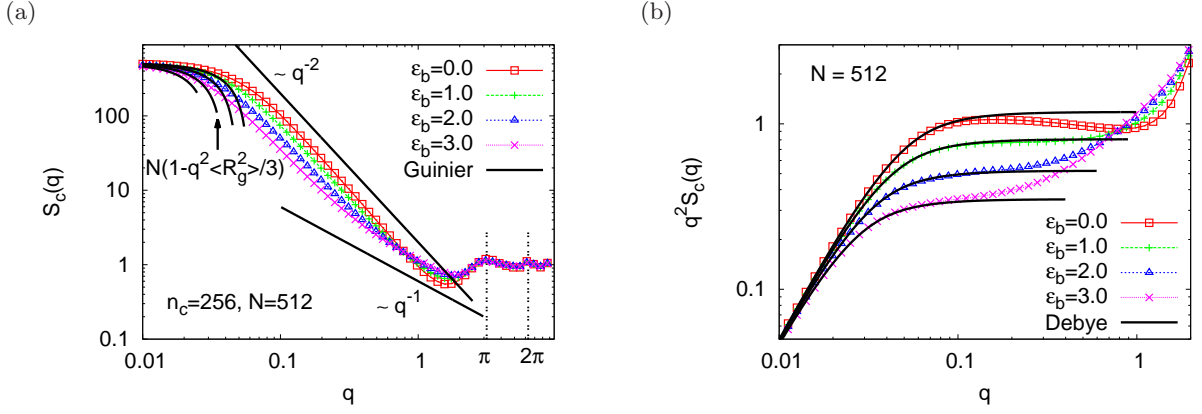 (a)
S_c(q)
100
10
1
0.1
0.01
0.1
1
π
2π
q
~ q^-2
ε_b=0.0
ε_b=1.0
ε_b=2.0
ε_b=3.0
Guinier
N(1-q^2<R_g^2>/3)
n_c=256, N=512
~ q^-1
(b)
q^2S_c(q)
1
0.1
0.01
0.1
1
q
N = 512
ε_b=0.0
ε_b=1.0
ε_b=2.0
ε_b=3.0
Debye